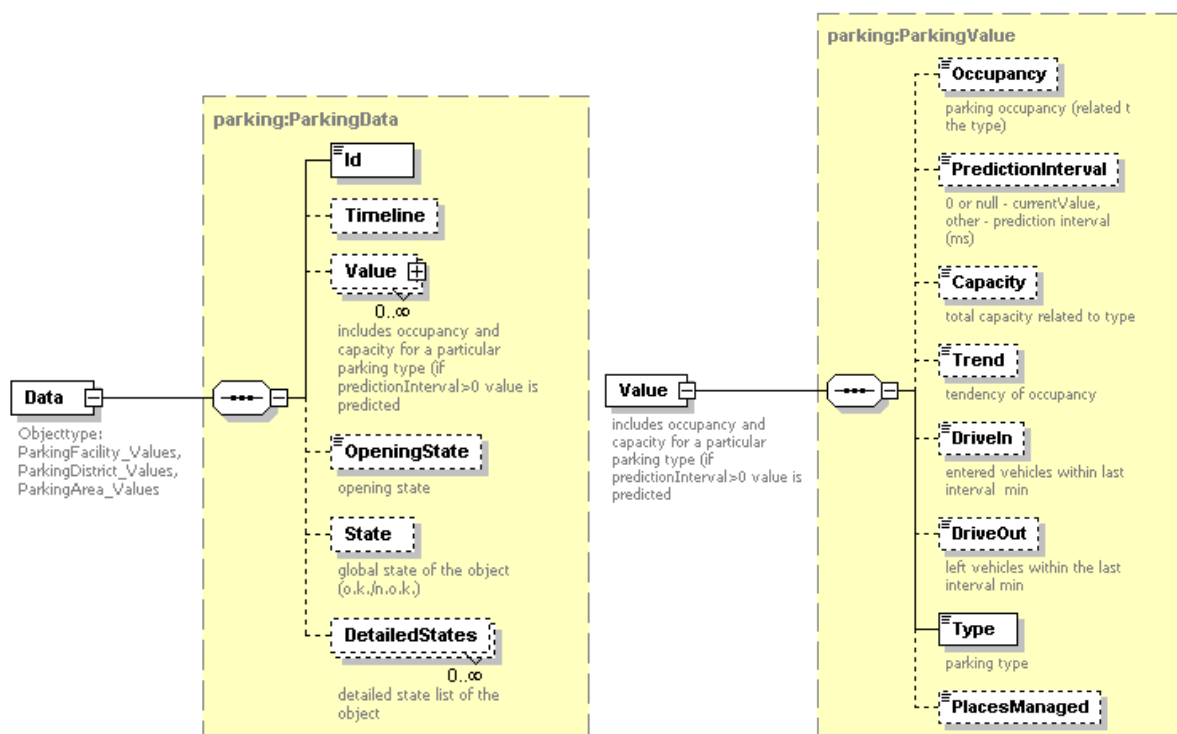 Data
Objecttype:
ParkingFacility_Values,
ParkingDistrict_Values,
ParkingArea_Values
parking:ParkingData
Id
Timeline
Value
0..∞
includes occupancy and
capacity for a particular
parking type (if
predictionInterval>0 value is
predicted
OpeningState
opening state
State
global state of the object
(o.k./n.o.k.)
DetailedStates
0..∞
detailed state list of the
object
Value
includes occupancy and
capacity for a particular
parking type (if
predictionInterval>0 value is
predicted
parking:ParkingValue
Occupancy
parking occupancy (related t
the type)
PredictionInterval
0 or null - currentValue,
other - prediction interval
(ms)
Capacity
total capacity related to type
Trend
tendency of occupancy
DriveIn
entered vehicles within last
interval min
DriveOut
left vehicles within the last
interval min
Type
parking type
PlacesManaged